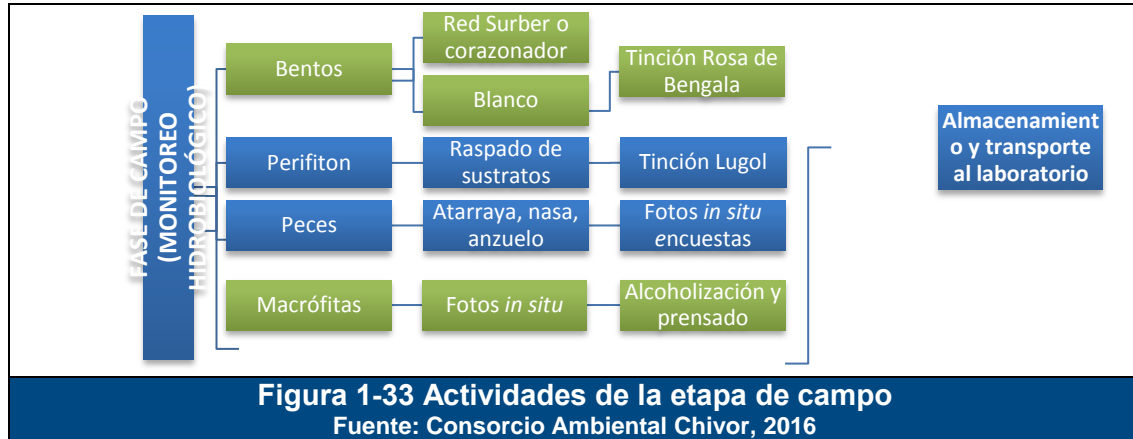 FASE DE CAMPO
(MONITOREO
HIDROBIOLÓGICO)
Bentos
Red Surber o
corazonador
Blanco
Tinción Rosa de
Bengala
Perifiton
Raspado de
sustratos
Tinción Lugol
Peces
Atarraya, nasa,
anzuelo
Fotos in situ
encuestas
Macrófitas
Fotos in situ
Alcoholización y
prensado
Almacenamient
o y transporte
al laboratorio
Figura 1-33 Actividades de la etapa de campo
Fuente: Consorcio Ambiental Chivor, 2016